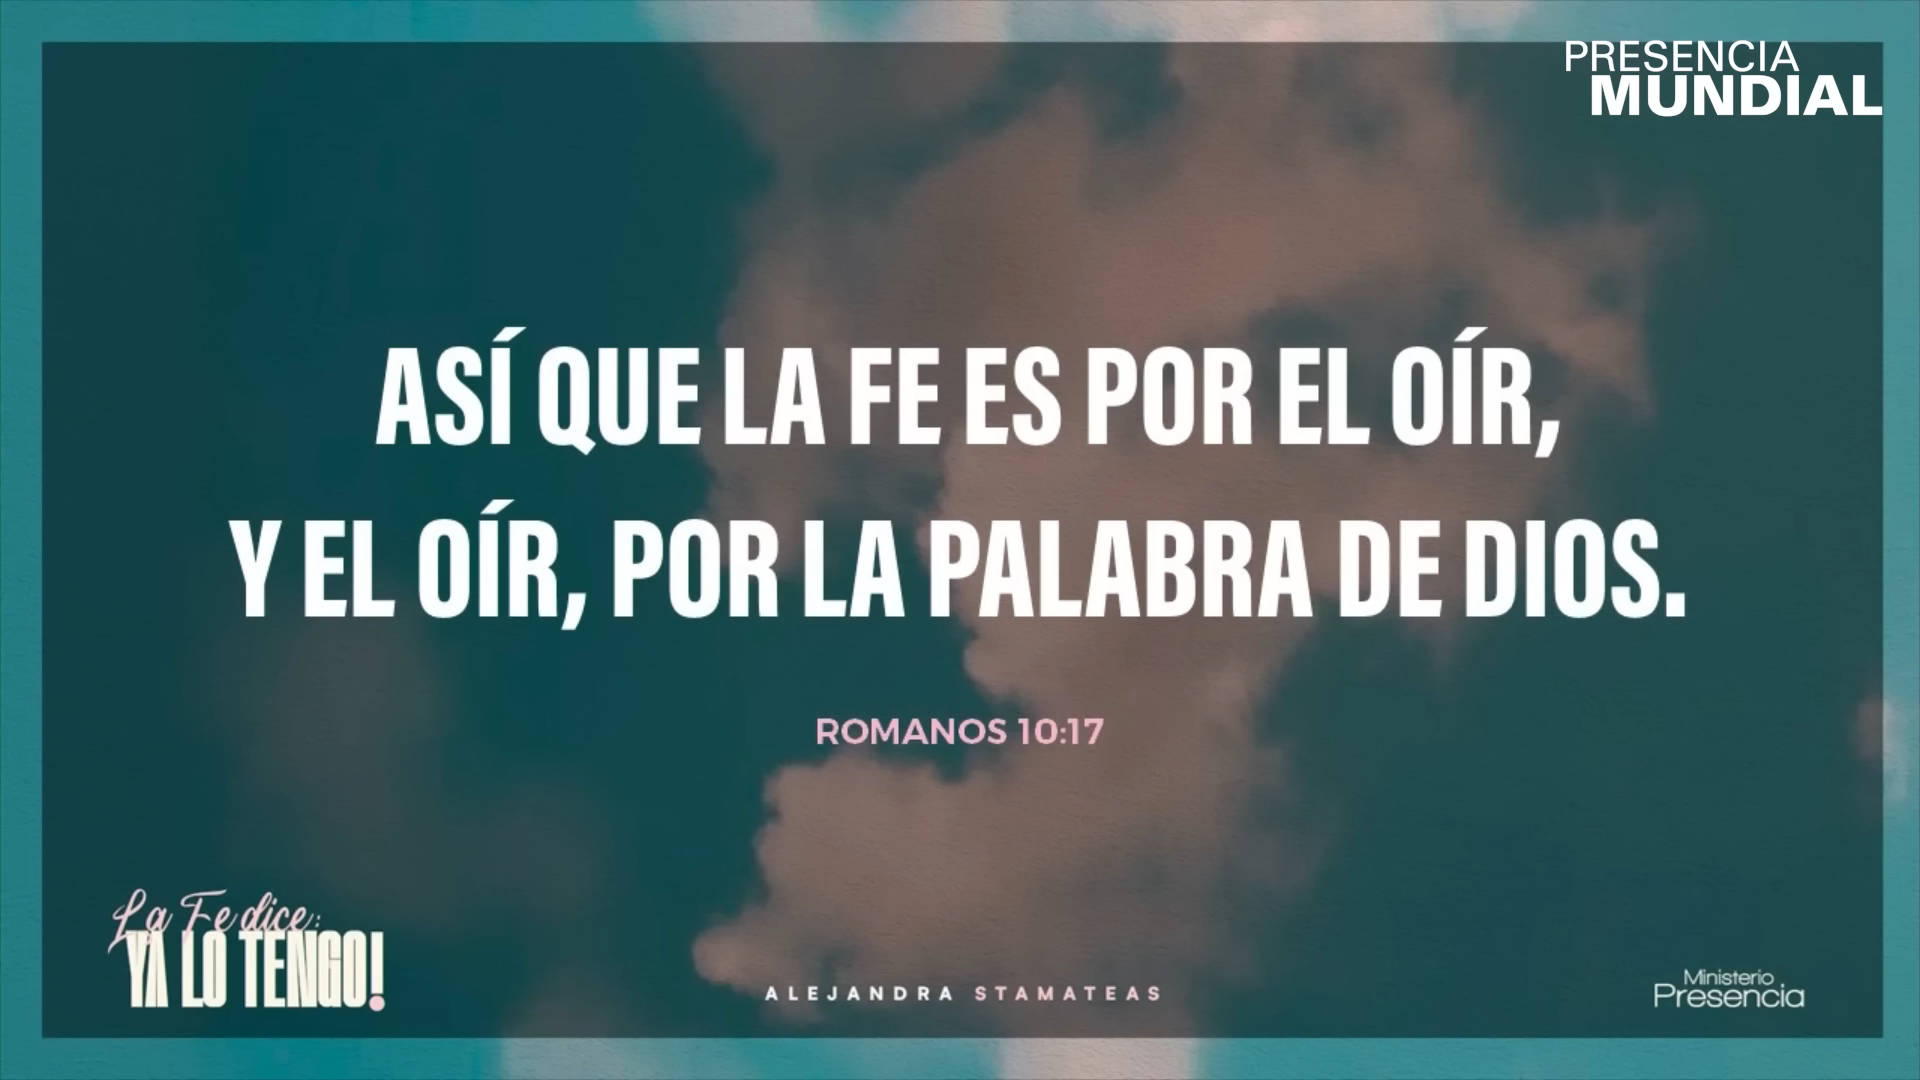 PRESENCIA
MUNDIAL
ASÍ QUE LA FE ES POR EL OÍR,
Y EL OÍR, POR LA PALABRA DE DIOS.
ROMANOS 10:17
La Fe dice:
YA LO TENGO!
ALEJANDRA STAMATEAS
Ministerio
Presencia